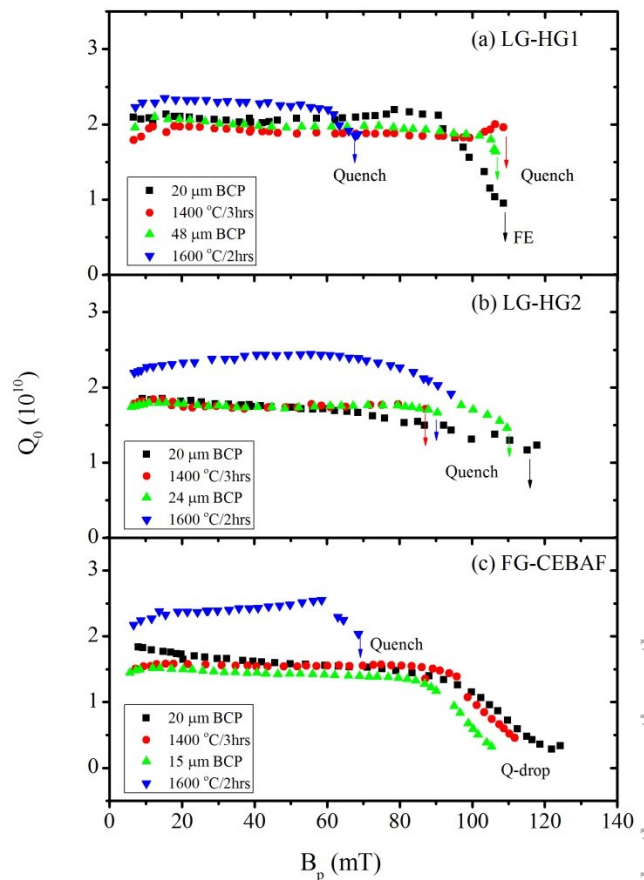 (a) LG-HG1
3
2
1
0
Quench
Quench
FE
20 μm BCP
1400 °C/3hrs
48 μm BCP
1600 °C/2hrs
(b) LG-HG2
3
2
1
0
Quench
20 μm BCP
1400 °C/3hrs
24 μm BCP
1600 °C/2hrs
(c) FG-CEBAF
3
2
1
0
Quench
Q-drop
20 μm BCP
1400 °C/3hrs
15 μm BCP
1600 °C/2hrs
0 20 40 60 80 100 120 140
Q₀ (10¹⁰)
Bₚ (mT)